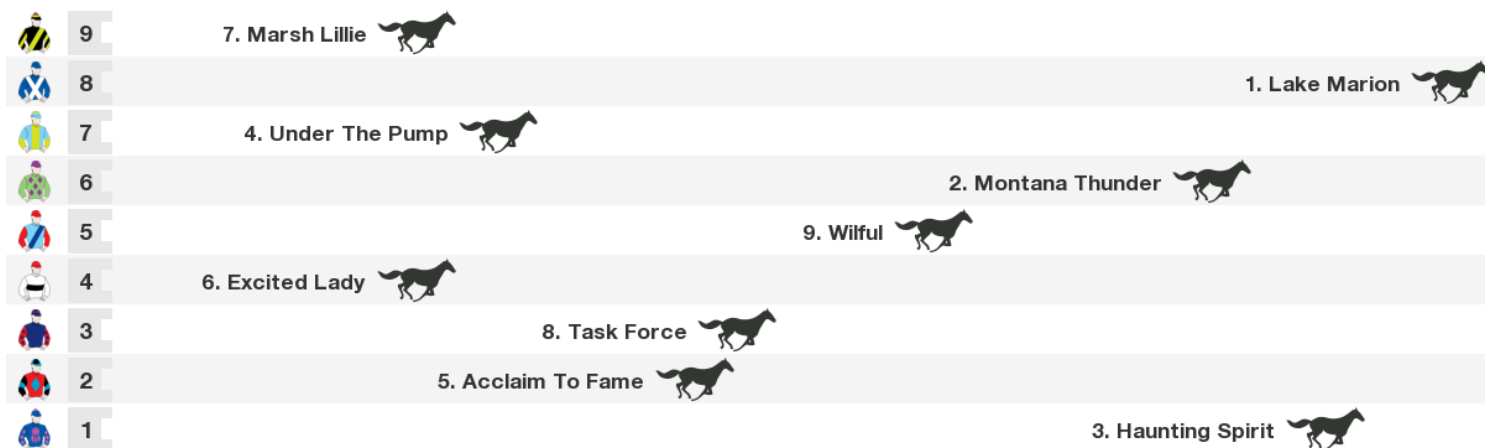 9 7. Marsh Lillie
8 1. Lake Marion
7 4. Under The Pump
6 2. Montana Thunder
5 9. Wilful
4 6. Excited Lady
3 8. Task Force
2 5. Acclaim To Fame
1 3. Haunting Spirit